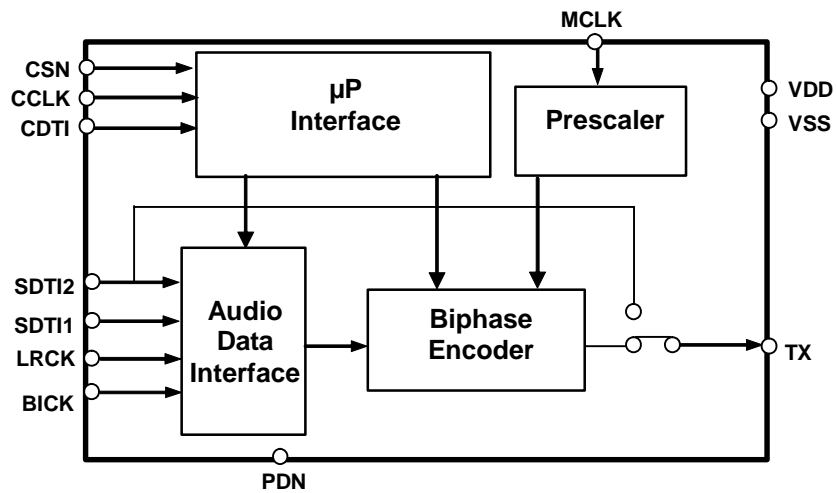 MCLK
CSN
CCLK
CDTI
µP
Interface
Prescaler
VDD
VSS
SDTI2
SDTI1
LRCK
BICK
Audio
Data
Interface
Biphase
Encoder
TX
PDN